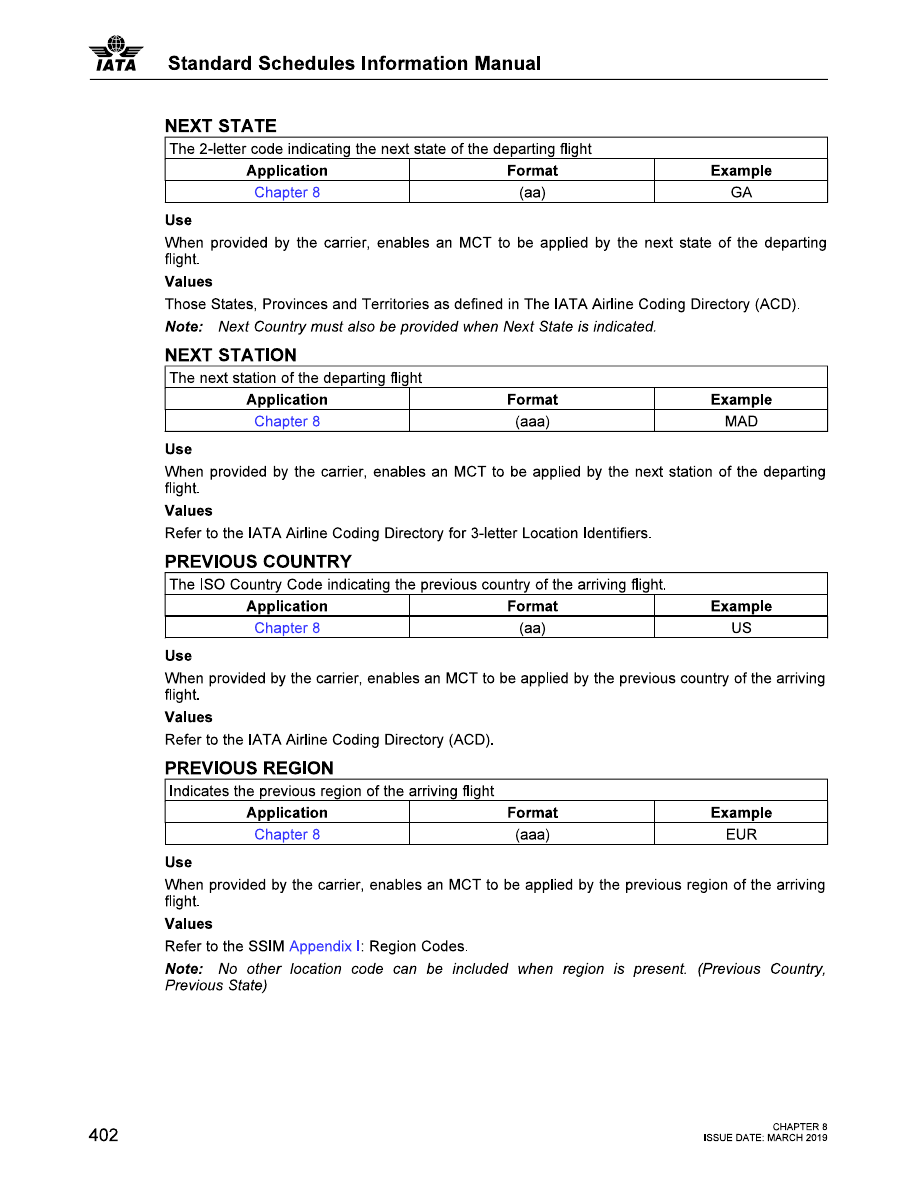 IATA
Standard Schedules Information Manual
NEXT STATE
The 2-letter code indicating the next state of the departing flight
Application Format Example
Chapter 8 (aa) GA
Use
When provided by the carrier, enables an MCT to be applied by the next state of the departing
flight.
Values
Those States, Provinces and Territories as defined in The IATA Airline Coding Directory (ACD).
Note: Next Country must also be provided when Next State is indicated.
NEXT STATION
The next station of the departing flight
Application Format Example
Chapter 8 (aaa) MAD
Use
When provided by the carrier, enables an MCT to be applied by the next station of the departing
flight.
Values
Refer to the IATA Airline Coding Directory for 3-letter Location Identifiers.
PREVIOUS COUNTRY
The ISO Country Code indicating the previous country of the arriving flight.
Application Format Example
Chapter 8 (aa) US
Use
When provided by the carrier, enables an MCT to be applied by the previous country of the arriving
flight.
Values
Refer to the IATA Airline Coding Directory (ACD).
PREVIOUS REGION
Indicates the previous region of the arriving flight
Application Format Example
Chapter 8 (aaa) EUR
Use
When provided by the carrier, enables an MCT to be applied by the previous region of the arriving
flight.
Values
Refer to the SSIM Appendix I: Region Codes.
Note: No other location code can be included when region is present. (Previous Country,
Previous State)
402
CHAPTER 8
ISSUE DATE: MARCH 2019